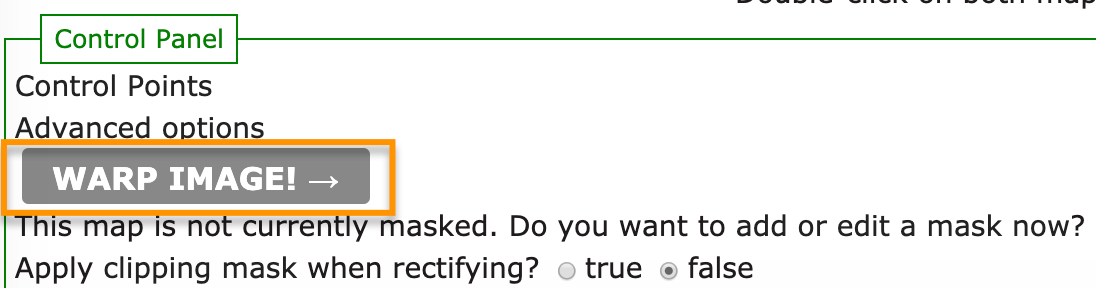 Double-click on both map
Control Panel
Control Points
Advanced options
WARP IMAGE! →
This map is not currently masked. Do you want to add or edit a mask now?
Apply clipping mask when rectifying? true false